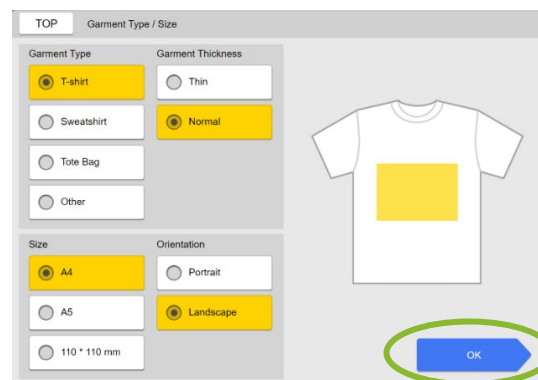 TOP Garment Type / Size
Garment Type Garment Thickness
T-shirt Thin
Sweatshirt Normal
Tote Bag
Other
Size Orientation
A4 Portrait
A5 Landscape
110 * 110 mm
OK